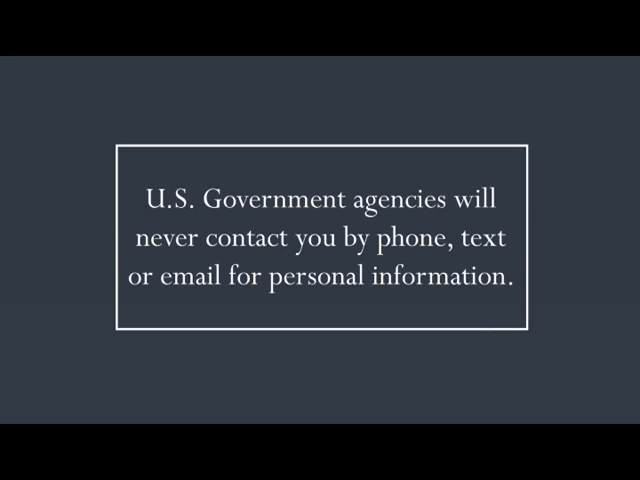 U.S. Government agencies will
never contact you by phone, text
or email for personal information.